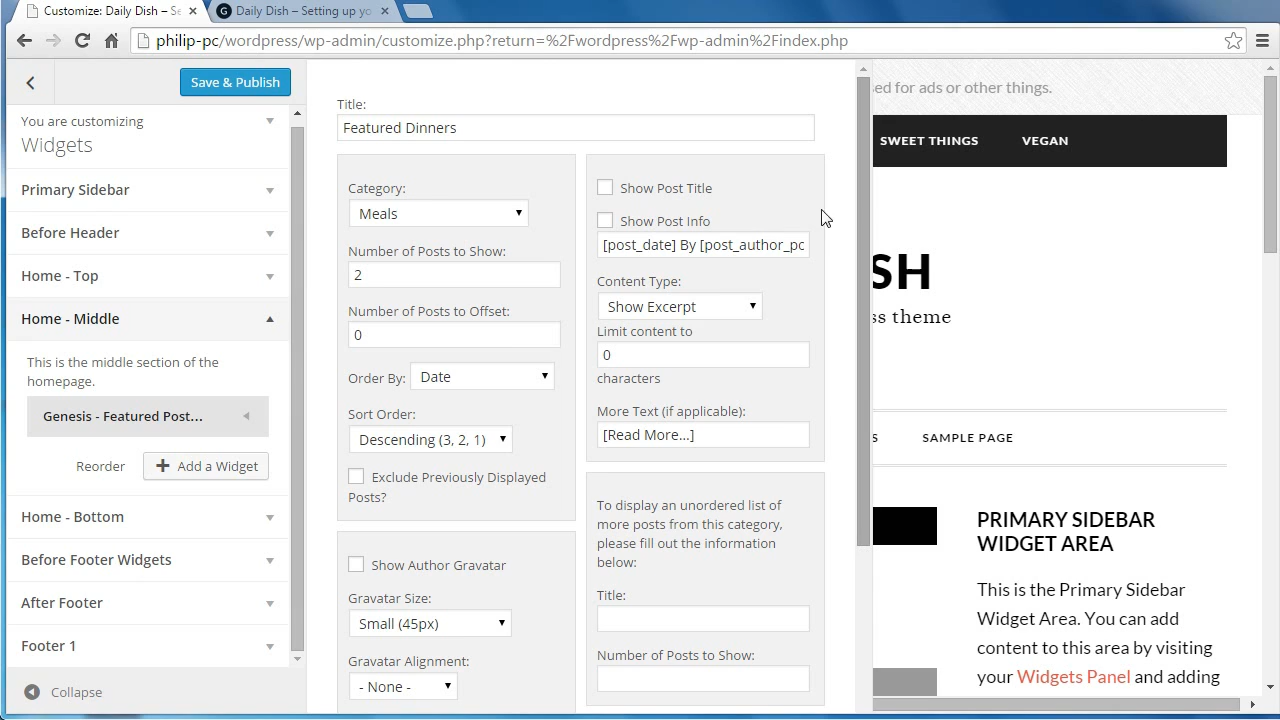 Customize: Daily Dish – Se
Daily Dish – Setting up yo
philip-pc/wordpress/wp-admin/customize.php?return=%2Fwordpress%2Fwp-admin%2Findex.php
Save & Publish
You are customizing
Widgets
Primary Sidebar
Before Header
Home - Top
Home - Middle
This is the middle section of the
homepage.
Genesis - Featured Post...
Reorder
Add a Widget
Home - Bottom
Before Footer Widgets
After Footer
Footer 1
Collapse
Title:
Featured Dinners
Category:
Meals
Number of Posts to Show:
2
Number of Posts to Offset:
0
Order By: Date
Sort Order:
Descending (3, 2, 1)
Exclude Previously Displayed
Posts?
Show Author Gravatar
Gravatar Size:
Small (45px)
Gravatar Alignment:
- None -
Show Post Title
Show Post Info
[post_date] By [post_author_pc
Content Type:
Show Excerpt
Limit content to
0
characters
More Text (if applicable):
[Read More...]
To display an unordered list of
more posts from this category,
please fill out the information
below:
Title:
Number of Posts to Show:
sed for ads or other things.
SWEET THINGS
VEGAN
SH
ss theme
S
SAMPLE PAGE
PRIMARY SIDEBAR
WIDGET AREA
This is the Primary Sidebar
Widget Area. You can add
content to this area by visiting
your Widgets Panel and adding